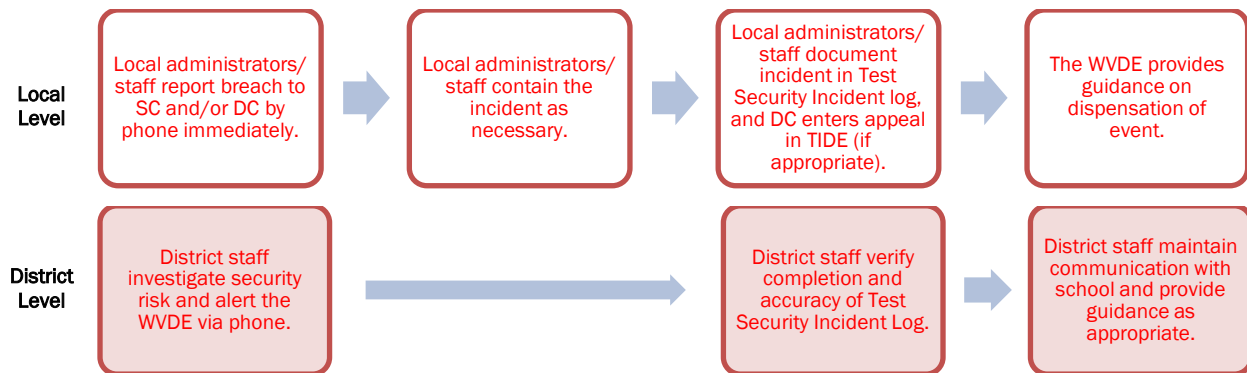 Local
Level
Local administrators/
staff report breach to
SC and/or DC by
phone immediately.
Local administrators/
staff contain the
incident as
necessary.
Local administrators/
staff document
incident in Test
Security Incident log,
and DC enters appeal
in TIDE (if
appropriate).
The WVDE provides
guidance on
dispensation of
event.
District
Level
District staff
investigate security
risk and alert the
WVDE via phone.
District staff verify
completion and
accuracy of Test
Security Incident Log.
District staff maintain
communication with
school and provide
guidance as
appropriate.